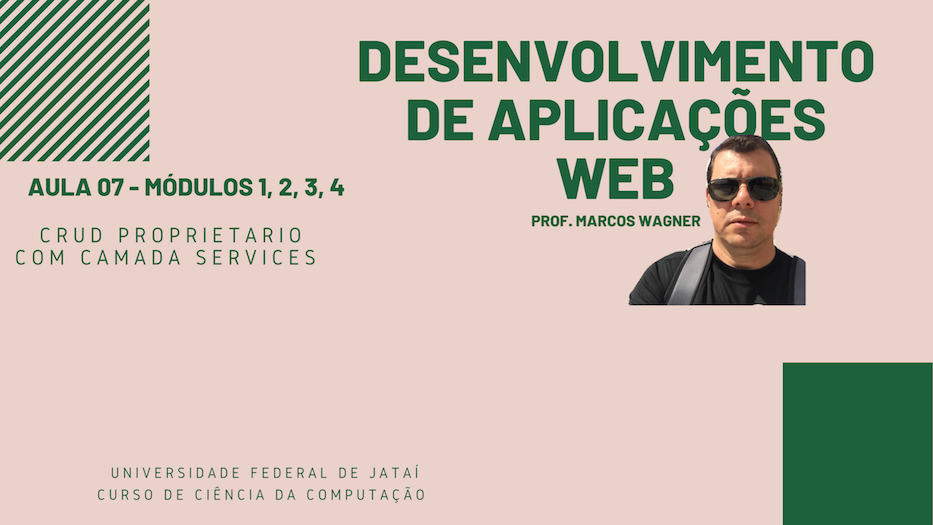 DESENVOLVIMENTO
DE APLICAÇÕES
WEB
PROF. MARCOS WAGNER
AULA 07 - MÓDULOS 1, 2, 3, 4
CRUD PROPRIETARIO
COM CAMADA SERVICES
UNIVERSIDADE FEDERAL DE JATAÍ
CURSO DE CIÊNCIA DA COMPUTAÇÃO